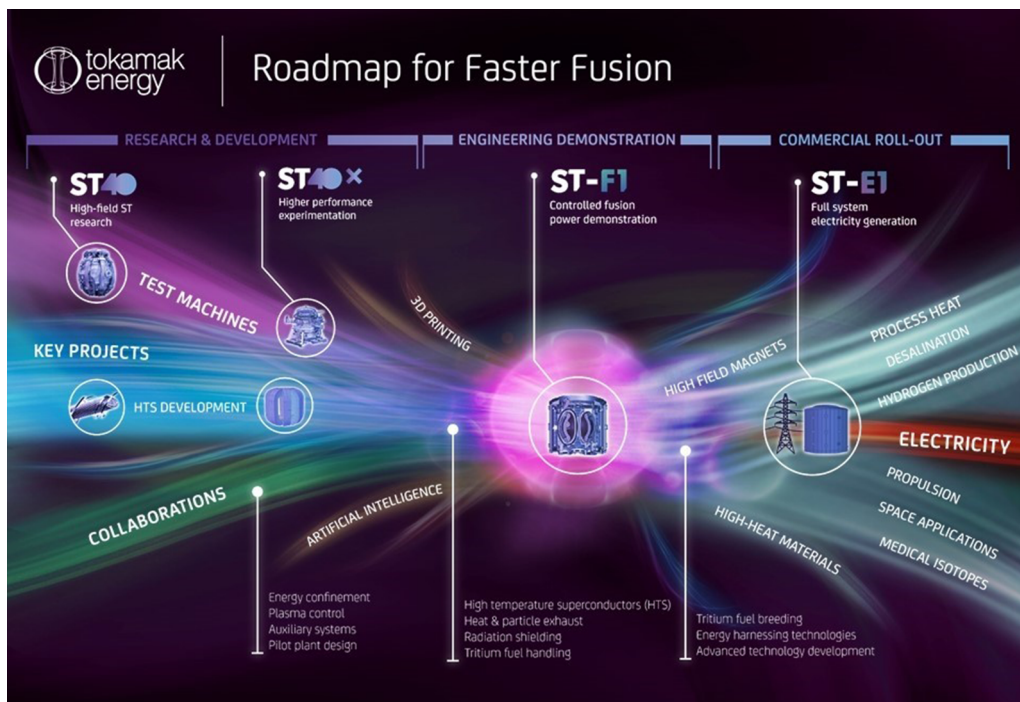 tokamak
energy
Roadmap for Faster Fusion
RESEARCH & DEVELOPMENT
ENGINEERING DEMONSTRATION
COMMERCIAL ROLL-OUT
ST40
High-field ST
research
ST40 X
Higher performance
experimentation
ST-F1
Controlled fusion
power demonstration
ST-E1
Full system
electricity generation
TEST MACHINES
KEY PROJECTS
HTS DEVELOPMENT
COLLABORATIONS
3D PRINTING
ARTIFICIAL INTELLIGENCE
HIGH FIELD MAGNETS
HIGH-HEAT MATERIALS
PROCESS HEAT
DESALINATION
HYDROGEN PRODUCTION
ELECTRICITY
PROPULSION
SPACE APPLICATIONS
MEDICAL ISOTOPES
Energy confinement
Plasma control
Auxiliary systems
Pilot plant design
High temperature superconductors (HTS)
Heat & particle exhaust
Radiation shielding
Tritium fuel handling
Tritium fuel breeding
Energy harnessing technologies
Advanced technology development